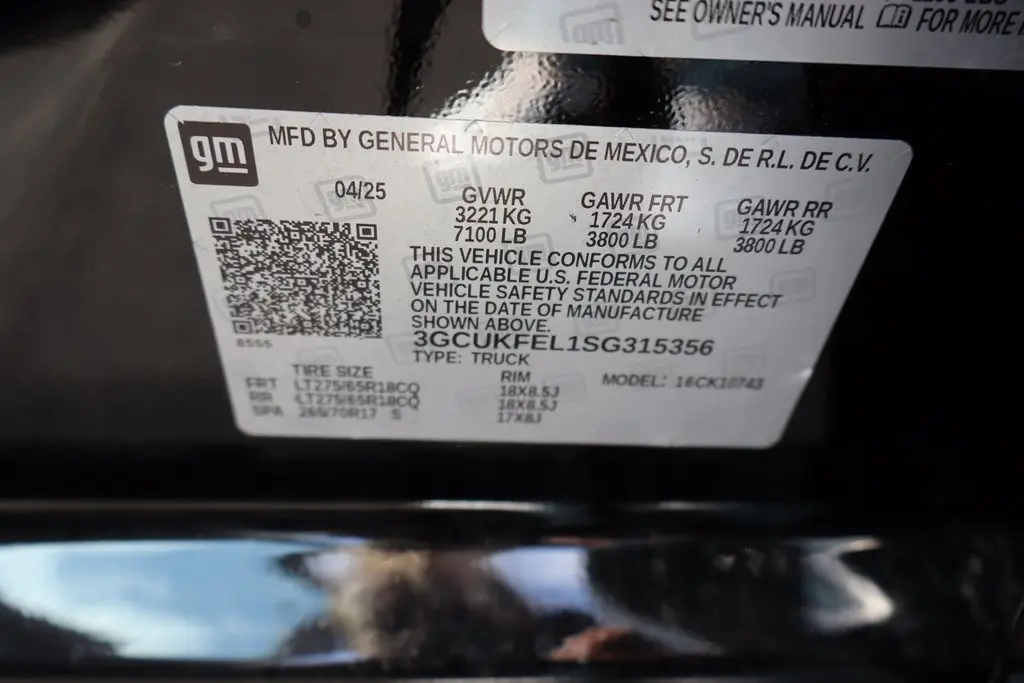 SEE OWNER'S MANUAL FOR MORE
gm
MFD BY GENERAL MOTORS DE MEXICO, S. DE R.L. DE C.V.
04/25 GVWR GAWR FRT GAWR RR
3221 KG 1724 KG 1724 KG
7100 LB 3800 LB 3800 LB
THIS VEHICLE CONFORMS TO ALL
APPLICABLE U.S. FEDERAL MOTOR
VEHICLE SAFETY STANDARDS IN EFFECT
ON THE DATE OF MANUFACTURE
SHOWN ABOVE.
3GCUKFEL1SG315356
8555
TYPE: TRUCK
TIRE SIZE RIM MODEL: 16CK10743
FRT LT275/65R18CQ 18X8.5J
RR LT275/65R18CQ 18X8.5J
SPA 265/70R17 S 17X8J